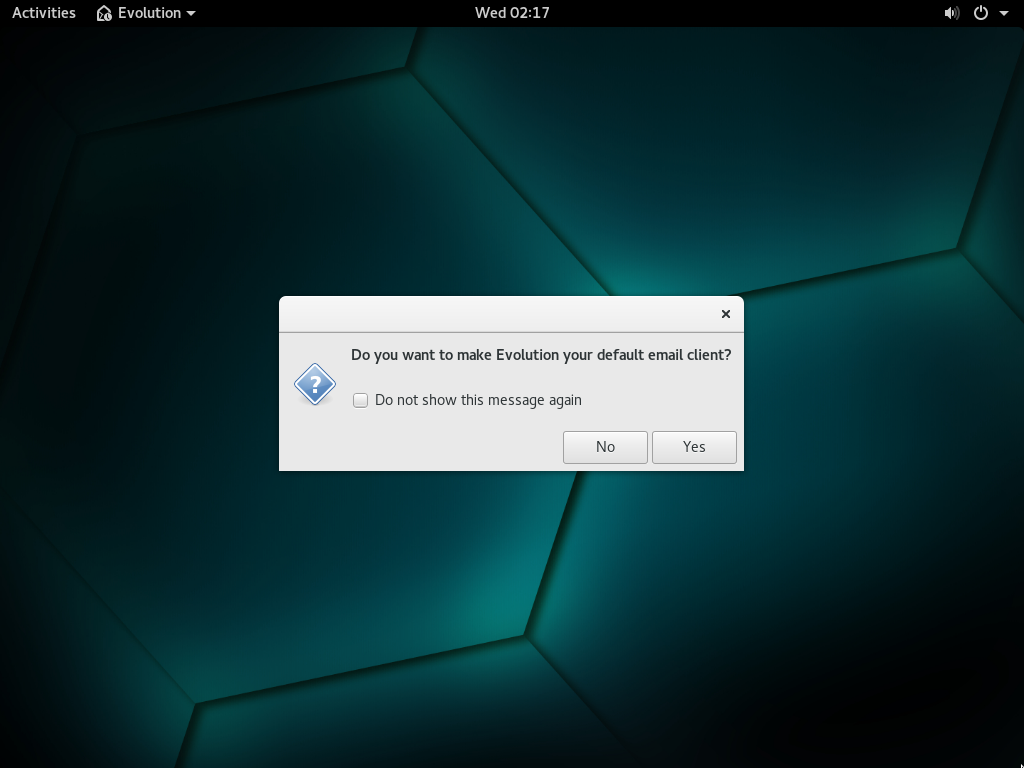 Activities Evolution Wed 02:17
Do you want to make Evolution your default email client?
?
Do not show this message again
No Yes